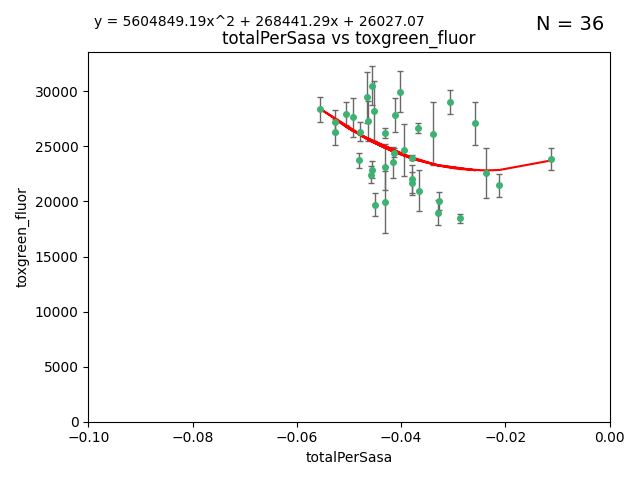 y = 5604849.19x^2 + 268441.29x + 26027.07
N = 36
totalPerSasa vs toxgreen_fluor
30000
25000
20000
15000
10000
5000
0
toxgreen_fluor
−0.10
−0.08
−0.06
−0.04
−0.02
0.00
totalPerSasa